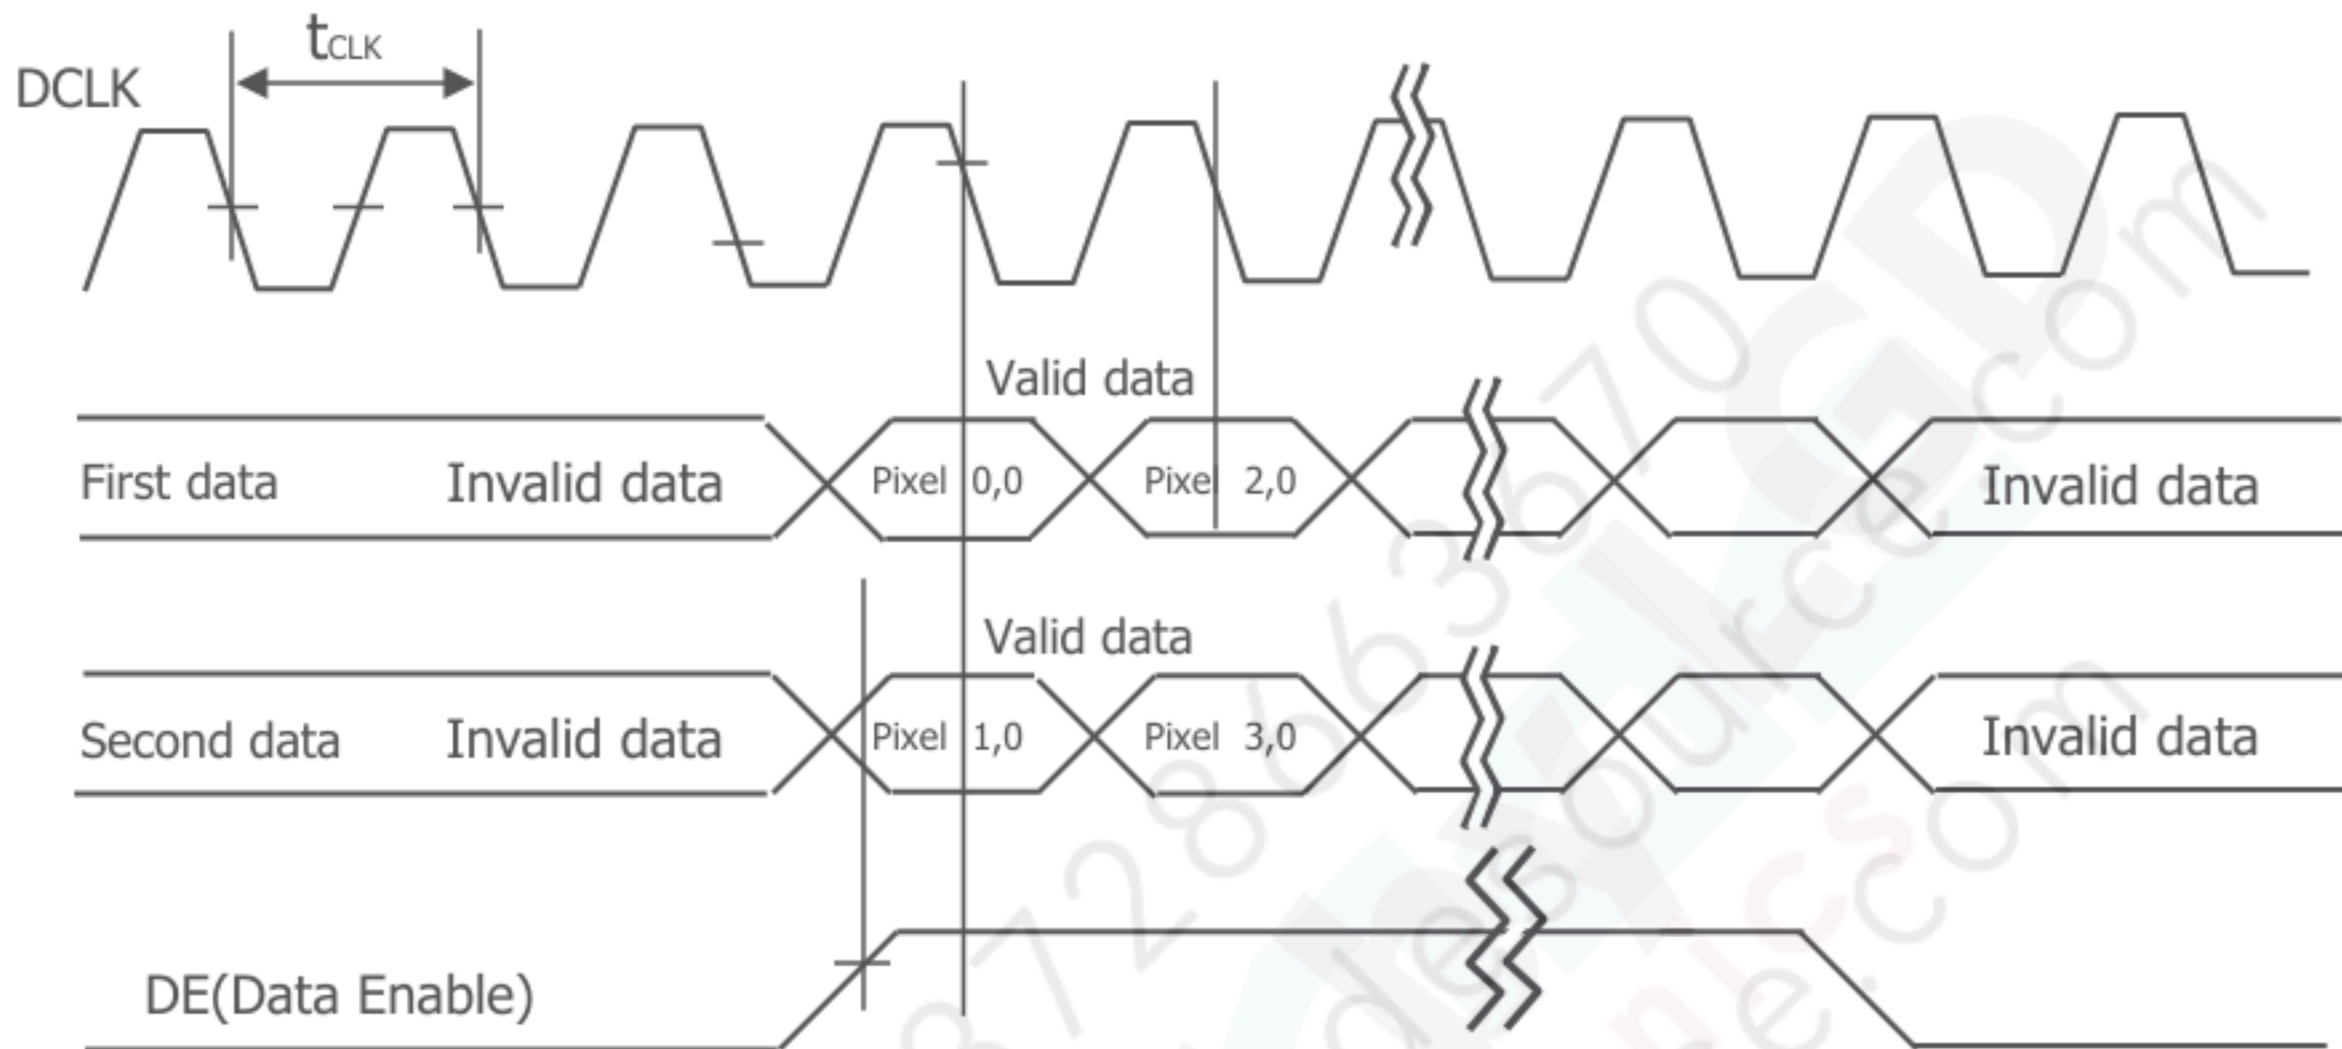 tCLK
DCLK
Valid data
First data Invalid data Pixel 0,0 Pixel 2,0 Invalid data
Valid data
Second data Invalid data Pixel 1,0 Pixel 3,0 Invalid data
DE(Data Enable)